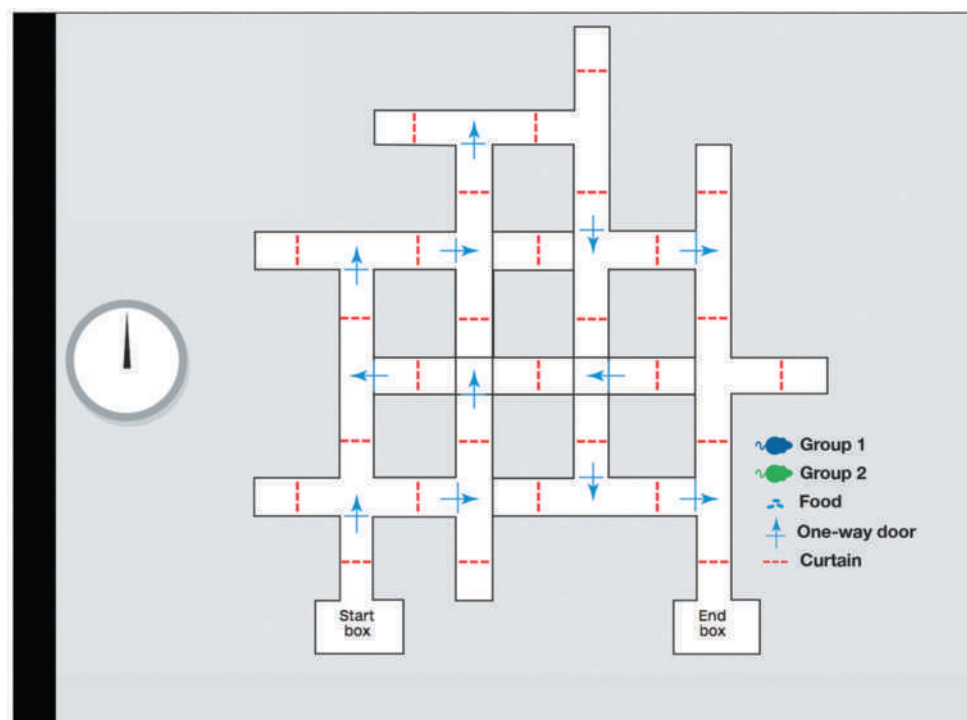 Group 1
Group 2
Food
One-way door
Curtain
Start
box
End
box